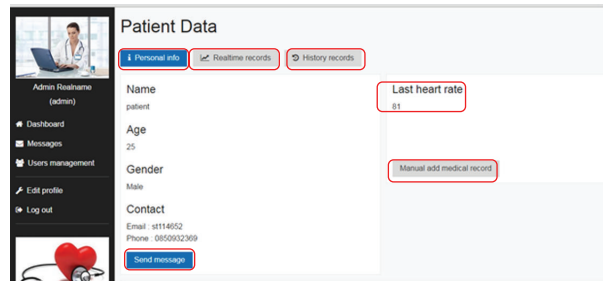 Patient Data
Personal info
Realtime records
History records
Admin Realname
(admin)
Dashboard
Messages
Users management
Edit profile
Log out
Name
patient
Age
25
Gender
Male
Contact
Email : st114652
Phone : 0850932369
Send message
Last heart rate
81
Manual add medical record